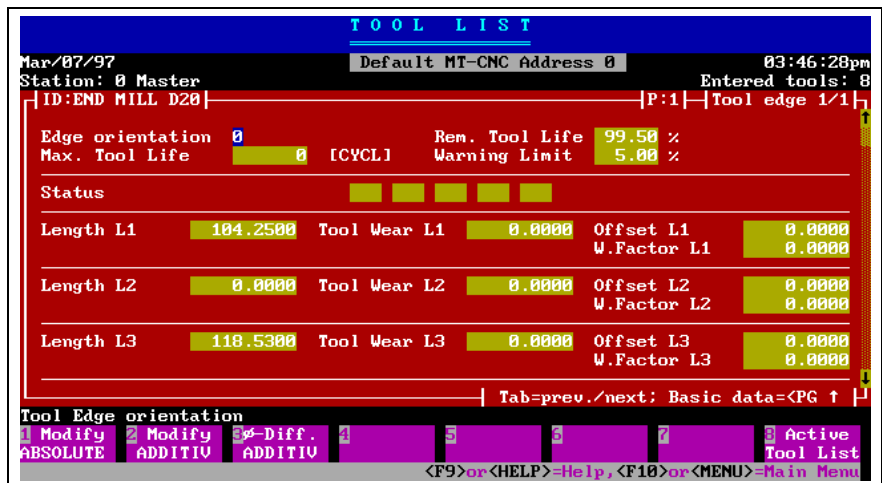 TOOL LIST
Mar/07/97 Default MT-CNC Address 0 03:46:28pm
Station: 0 Master Entered tools: 8
ID:END MILL D20 P:1 Tool edge 1/1
Edge orientation 0 Rem. Tool Life 99.50 %
Max. Tool Life 0 [CYCL] Warning Limit 5.00 %
Status
Length L1 104.2500 Tool Wear L1 0.0000 Offset L1 0.0000
W.Factor L1 0.0000
Length L2 0.0000 Tool Wear L2 0.0000 Offset L2 0.0000
W.Factor L2 0.0000
Length L3 118.5300 Tool Wear L3 0.0000 Offset L3 0.0000
W.Factor L3 0.0000
Tab=prev./next; Basic data=<PG ↑
Tool Edge orientation
1 Modify 2 Modify 3 ø-Diff. 4 5 6 7 8 Active
ABSOLUTE ADDITIV ADDITIV Tool List
<F9>or<HELP>=Help,<F10>or<MENU>=Main Menu